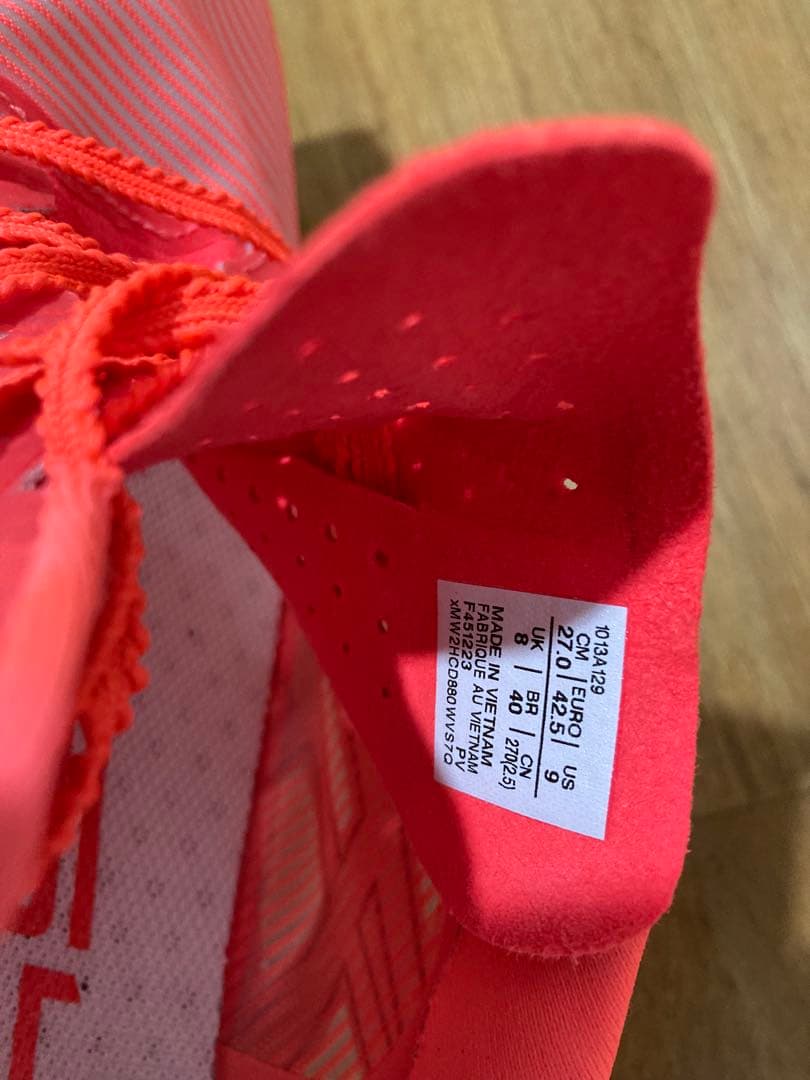 1013A129
CM | EURO | US
27.0 | 42.5 | 9
UK | BR | CN
8 | 40 | 270(2.5)
MADE IN VIETNAM
FABRIQUE AU VIETNAM
F451223 PV
xMW2HCD880WVS7Q